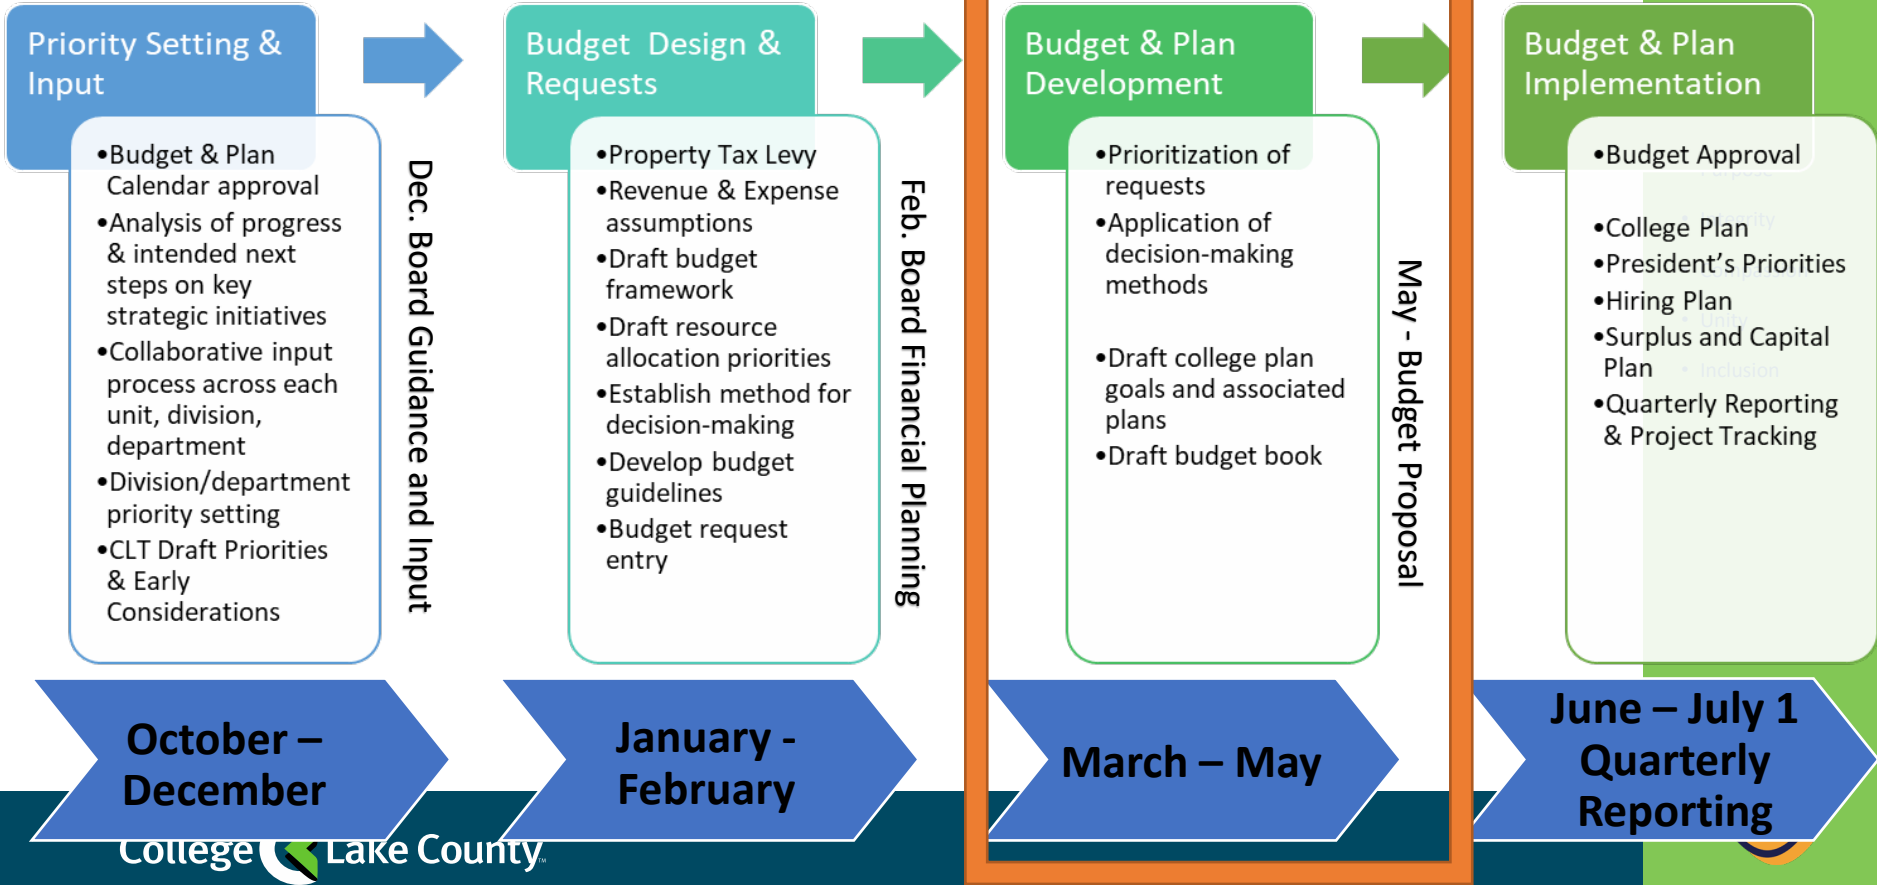 Priority Setting &
Input
•Budget & Plan
Calendar approval
•Analysis of progress
& intended next
steps on key
strategic initiatives
•Collaborative input
process across each
unit, division,
department
•Division/department
priority setting
•CLT Draft Priorities
& Early
Considerations
Dec. Board Guidance and Input
October –
December
Budget Design &
Requests
•Property Tax Levy
•Revenue & Expense
assumptions
•Draft budget
framework
•Draft resource
allocation priorities
•Establish method for
decision-making
•Develop budget
guidelines
•Budget request
entry
Feb. Board Financial Planning
January -
February
Budget & Plan
Development
•Prioritization of
requests
•Application of
decision-making
methods
•Draft college plan
goals and associated
plans
•Draft budget book
May - Budget Proposal
March – May
Budget & Plan
Implementation
•Budget Approval
•College Plan
•President's Priorities
•Hiring Plan
•Surplus and Capital
Plan
•Quarterly Reporting
& Project Tracking
Purpose
• Integrity
• Unity
• Inclusion
June – July 1
Quarterly
Reporting
College Lake County™